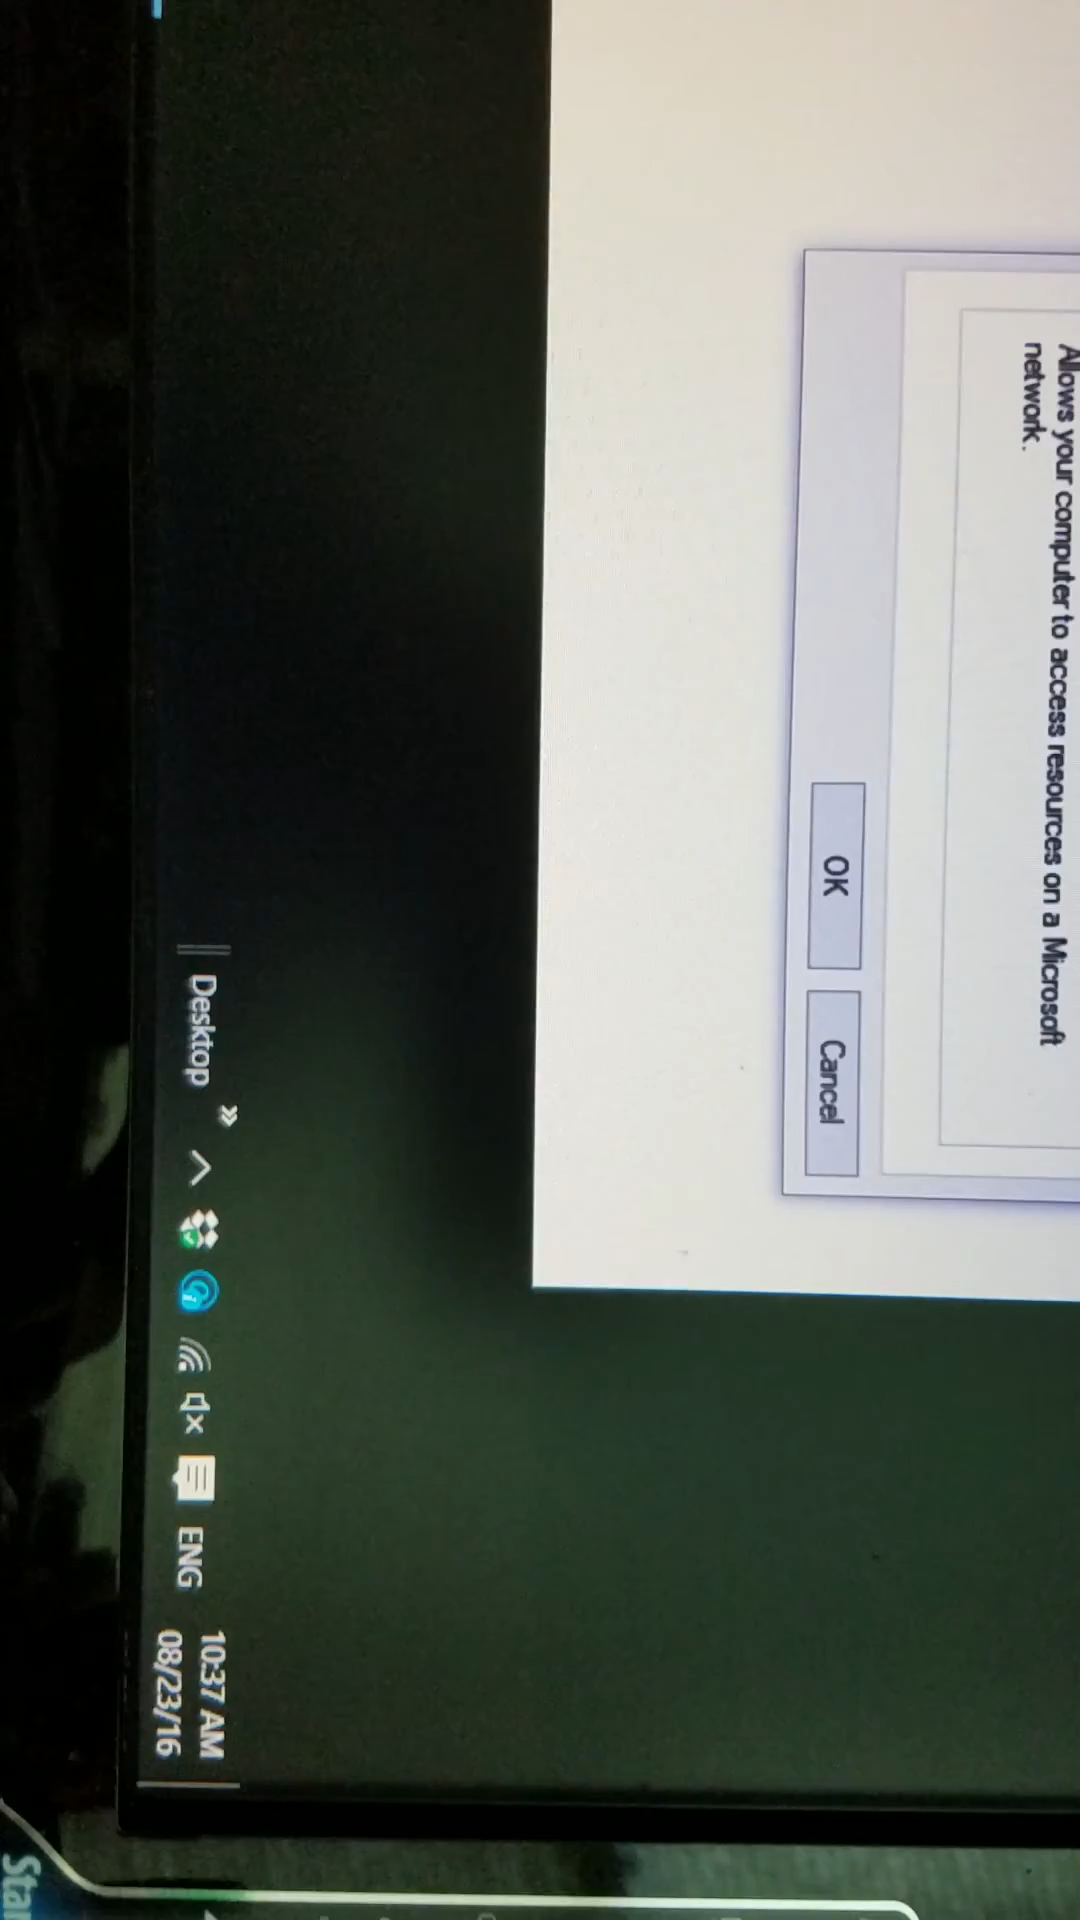 Allows your computer to access resources on a Microsoft
network.
OK
Cancel
Desktop
ENG
10:37 AM
08/23/16